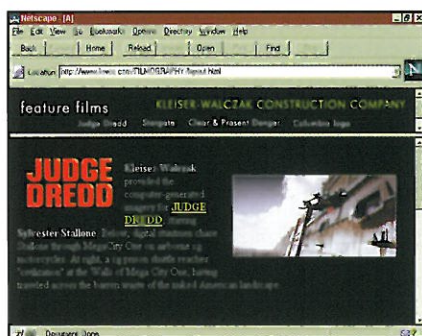 Netscape - [A]
File Edit View Go Bookmarks Options Directory Window Help
Back Home Reload Open Find
Location:
feature films KLEISER-WALCZAK CONSTRUCTION COMPANY
Judge Dredd Stargate Clear & Present Danger Columbia logo
JUDGE
DREDD
Kleiser-Walczak
provided the
computer-generated
imagery for JUDGE
DREDD, starring
Sylvester Stallone. Below, digital stuntmen chase
Stallone through Mega City One on airborne cg
motorcycles. At right, a cg prison shuttle reaches
"civilization" at the Walls of Mega City One, having
traveled across the barren waste of the nuked American landscape.
Document: Done